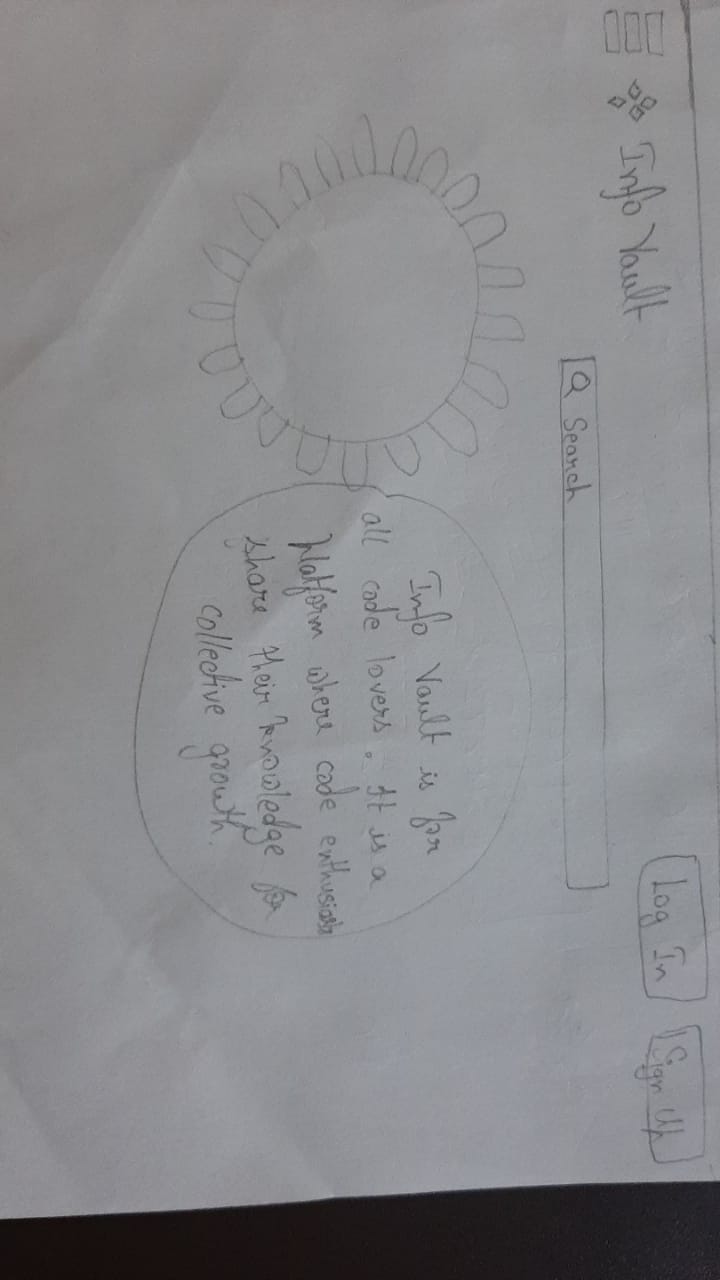 Info Vault
Log In
Sign Up
Search
Info Vault is for
all code lovers. It is a
Platform where code enthusiasts
share their knowledge for
collective growth.